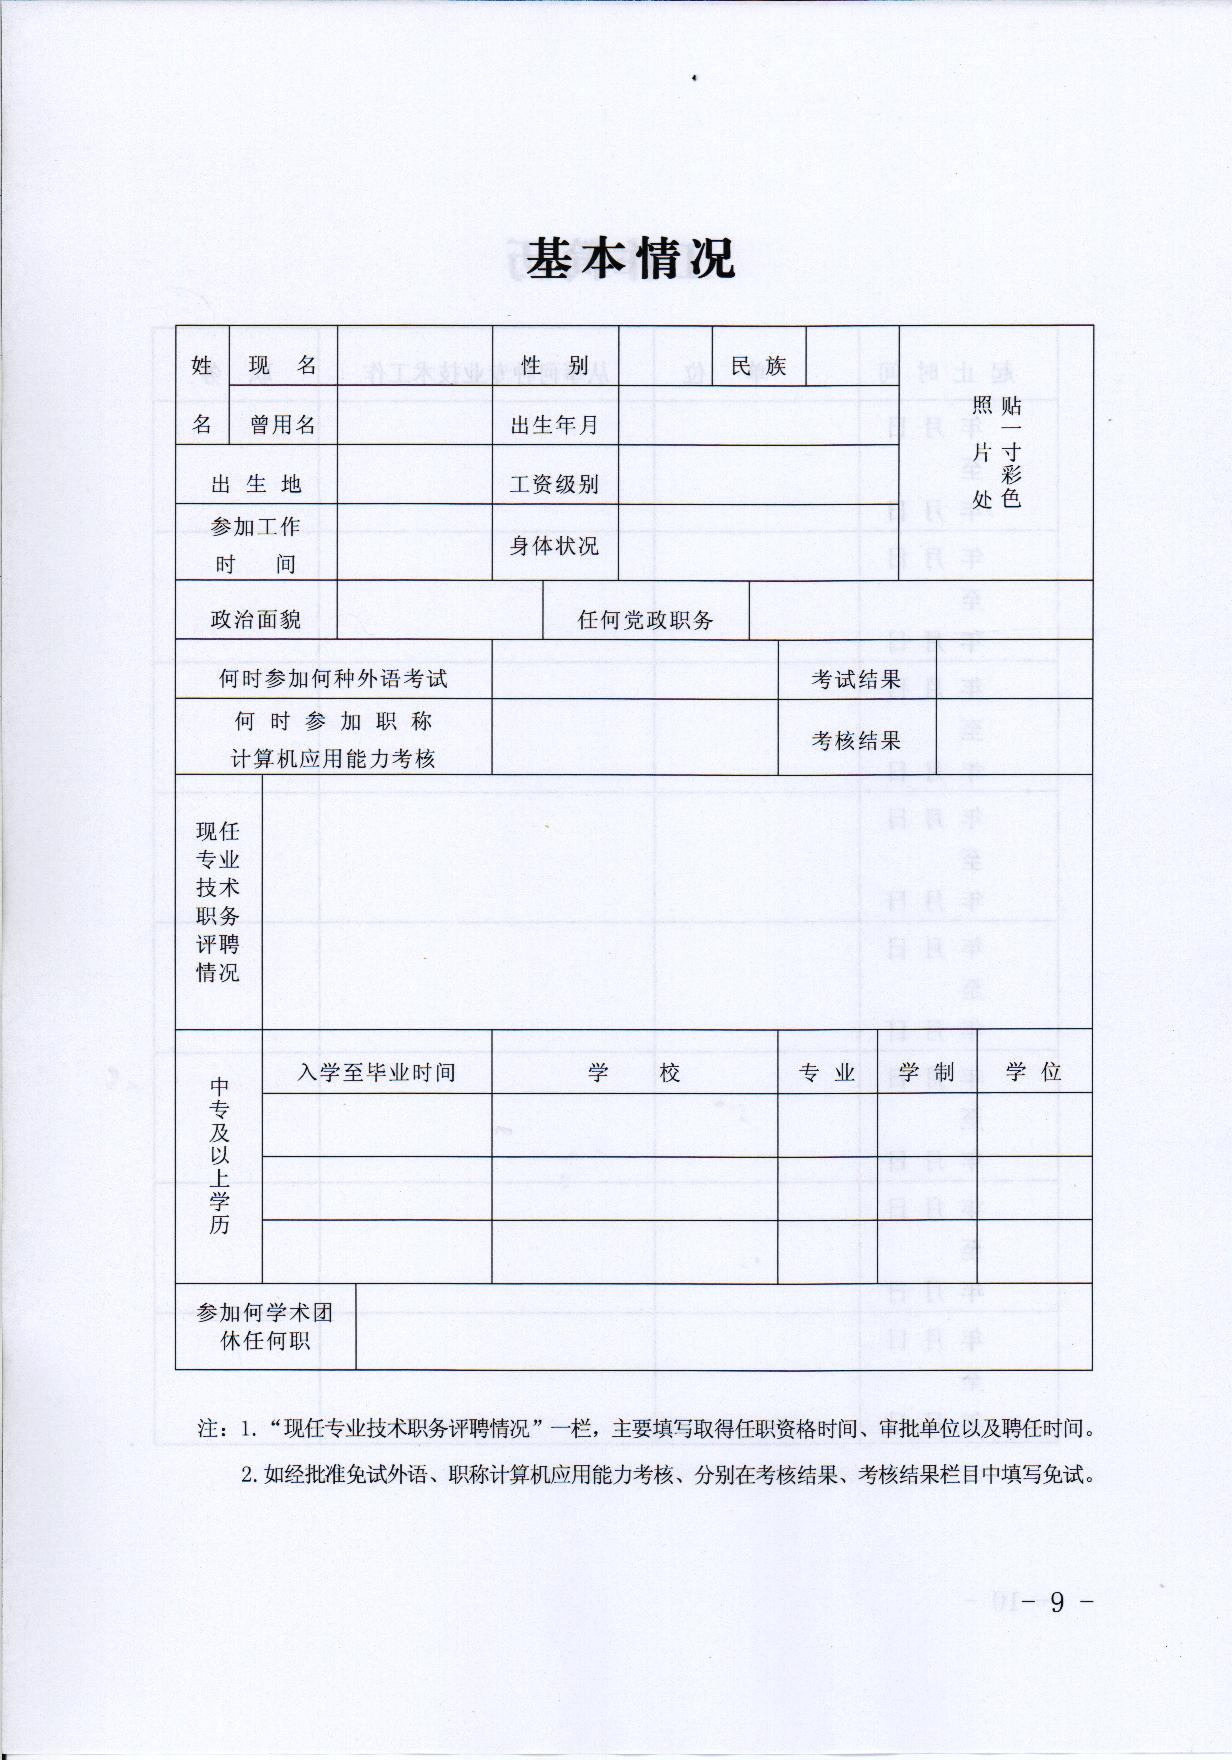 基本情况
姓名 现名 性别 民族 贴一寸彩色照片处
曾用名 出生年月
出生地 工资级别
参加工作时间 身体状况
政治面貌 任何党政职务
何时参加何种外语考试 考试结果
何时参加职称
计算机应用能力考核 考核结果
现任
专业
技术
职务
评聘
情况
中专及以上学历
入学至毕业时间 学校 专业 学制 学位
参加何学术团
休任何职
注：1.“现任专业技术职务评聘情况”一栏，主要填写取得任职资格时间、审批单位以及聘任时间。
2.如经批准免试外语、职称计算机应用能力考核、分别在考核结果、考核结果栏目中填写免试。
- 9 -